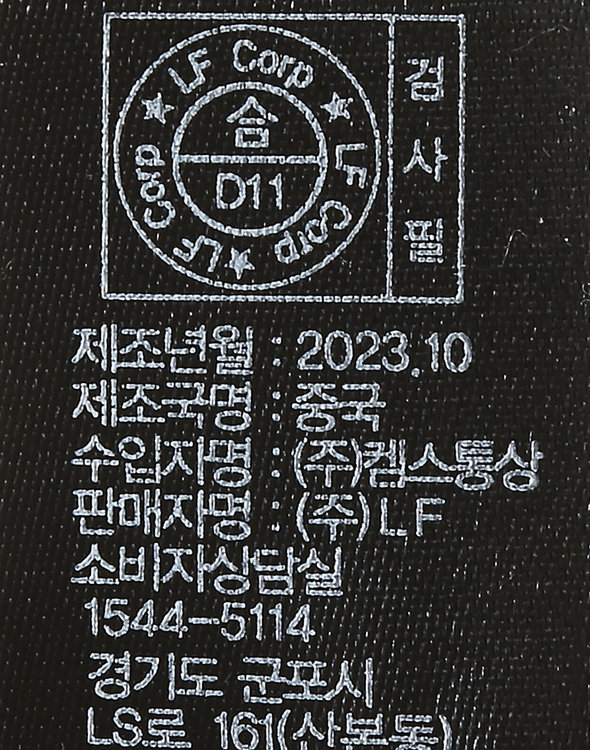 LF Corp ★ LF Corp ★ LF Corp ★
숍
D11
검사필
제조년월 : 2023.10
제조국명 : 중국
수입자명 : (주)켐스통상
판매자명 : (주)LF
소비자상담실
1544-5114
경기도 군포시
LS로 161(산본동)